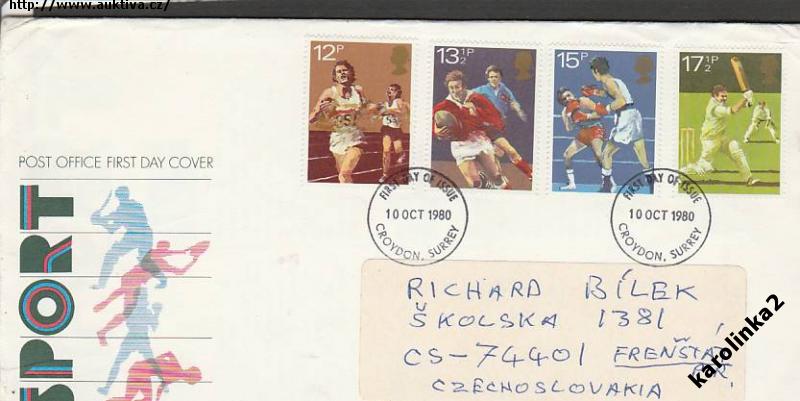 http://www.auktiva.cz/
12P
13½P
15P
17½P
POST OFFICE FIRST DAY COVER
SPORT
FIRST DAY OF ISSUE
10 OCT 1980
CROYDON, SURREY
FIRST DAY OF ISSUE
10 OCT 1980
CROYDON, SURREY
RICHARD BÍLEK
ŠKOLSKA 1381,
CS-74401
CZECHOSLOVAKIA
karolinka2